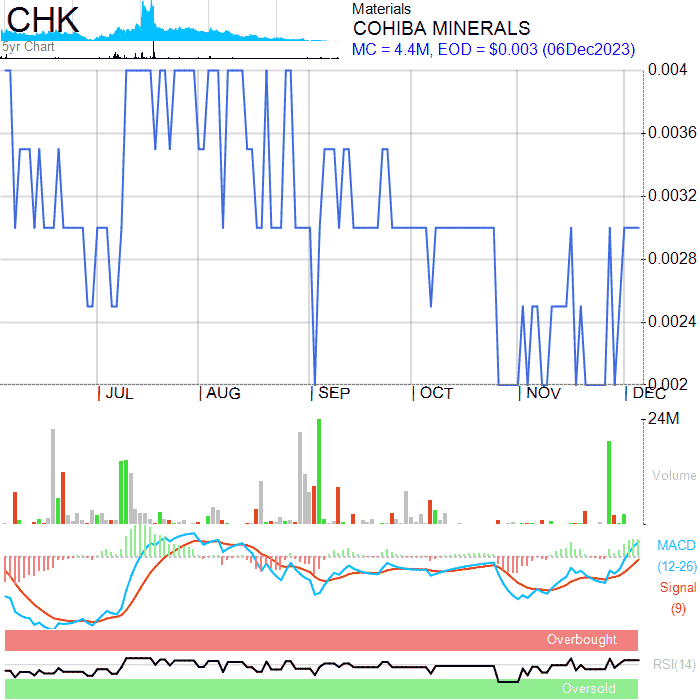 CHK
5yr Chart
Materials
COHIBA MINERALS
MC = 4.4M, EOD = $0.003 (06Dec2023)
0.004
0.0036
0.0032
0.0028
0.0024
0.002
JUL AUG SEP OCT NOV DEC
24M
Volume
MACD
(12-26)
Signal
(9)
Overbought
RSI(14)
Oversold